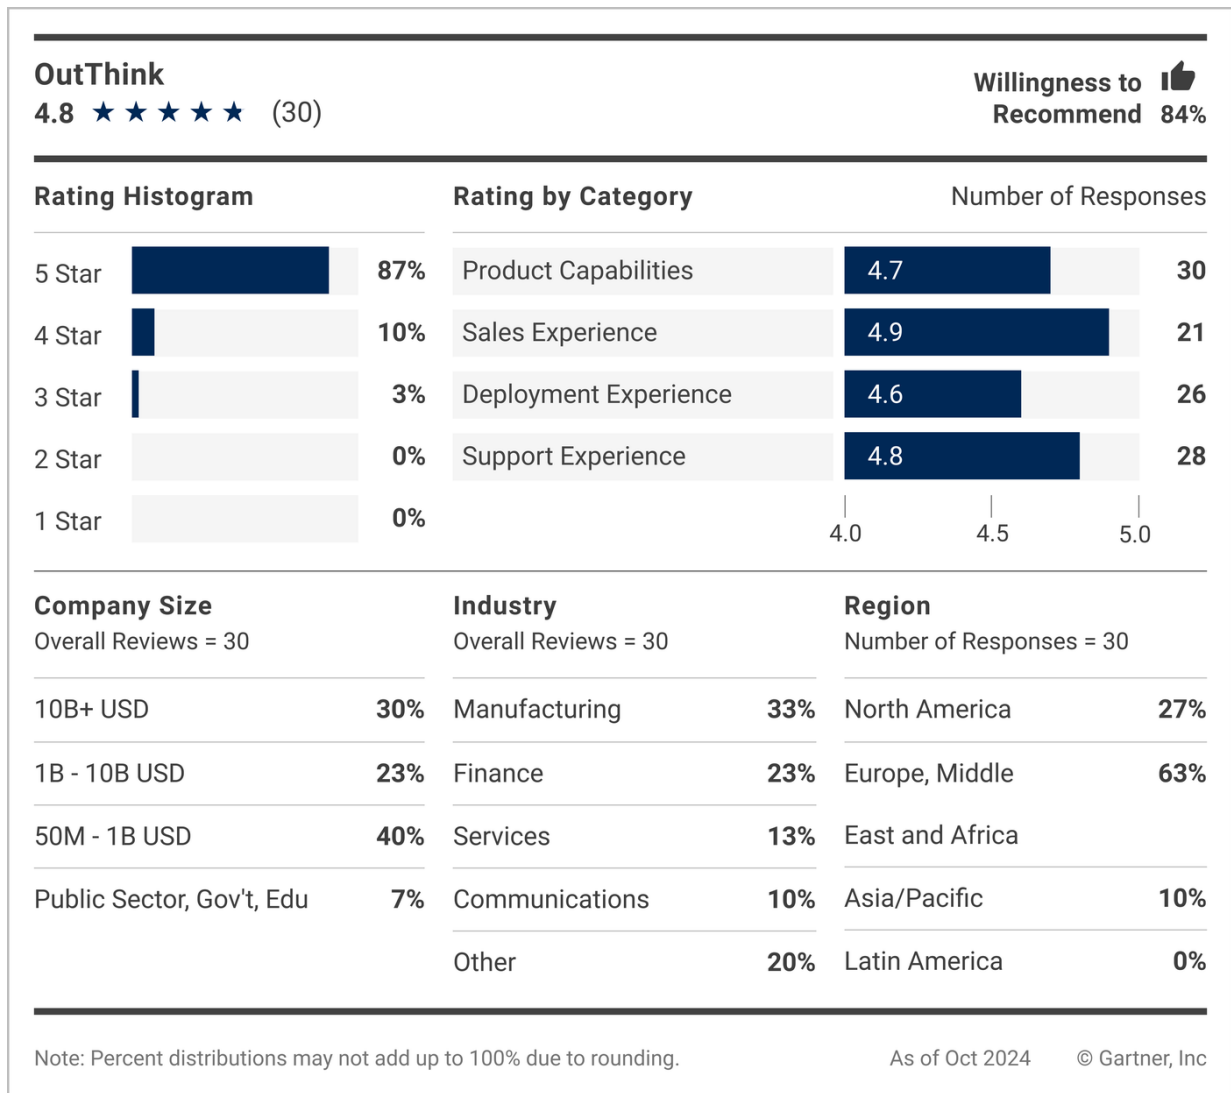 OutThink
4.8 ★ ★ ★ ★ ★ (30)
Willingness to
Recommend 84%
Rating Histogram
5 Star 87%
4 Star 10%
3 Star 3%
2 Star 0%
1 Star 0%
Rating by Category Number of Responses
Product Capabilities 4.7 30
Sales Experience 4.9 21
Deployment Experience 4.6 26
Support Experience 4.8 28
4.0 4.5 5.0
Company Size
Overall Reviews = 30
10B+ USD 30%
1B - 10B USD 23%
50M - 1B USD 40%
Public Sector, Gov't, Edu 7%
Industry
Overall Reviews = 30
Manufacturing 33%
Finance 23%
Services 13%
Communications 10%
Other 20%
Region
Number of Responses = 30
North America 27%
Europe, Middle 63%
East and Africa
Asia/Pacific 10%
Latin America 0%
Note: Percent distributions may not add up to 100% due to rounding. As of Oct 2024 © Gartner, Inc